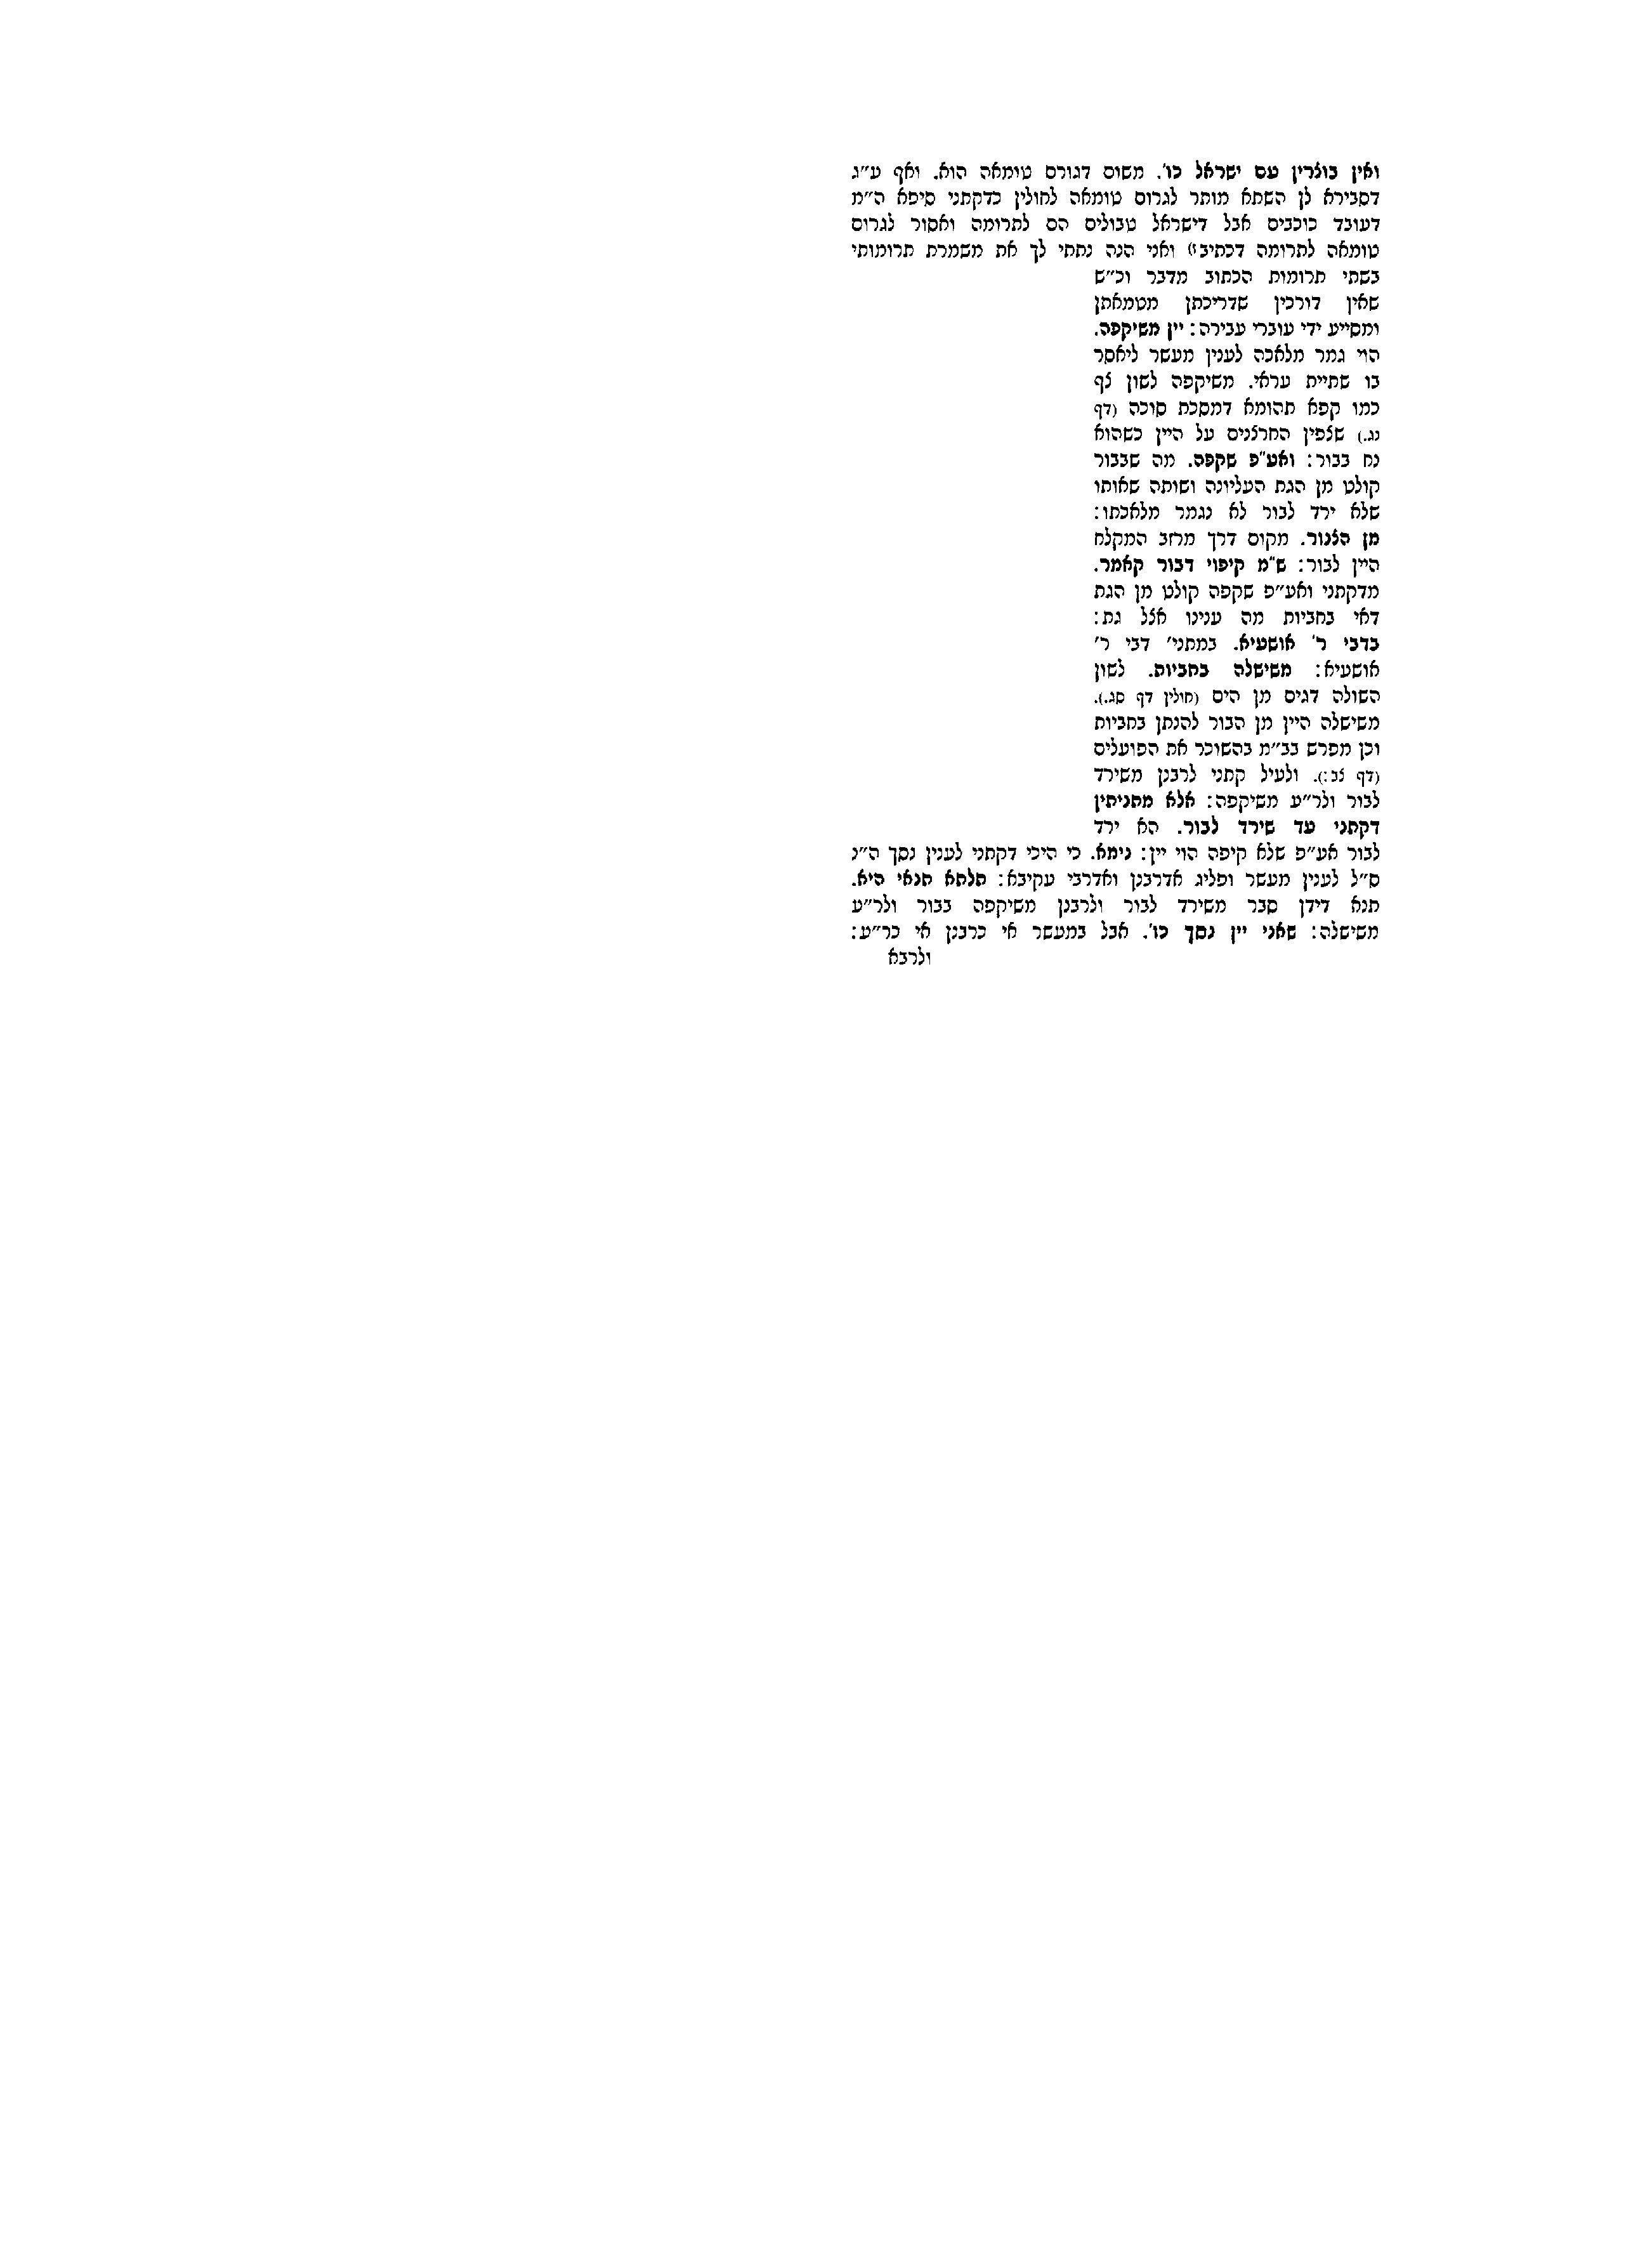 ואין בוצרין עם ישראל כו'. משום דגורם טומאה הוא. ואף ע״ג
דסבירא לן השתא מותר לגרום טומאה לחולין כדקתני סיפא ה״מ
דעובד כוכבים אבל דישראל טבולים הם לתרומה ואסור לגרום
טומאה לתרומה דכתיב ואני הנה נתתי לך את משמרת תרומותי
בשתי תרומות הכתוב מדבר וכ״ש
שאין דורכין שדריכתן מטמאתן
ומסייע ידי עוברי עבירה: יין משיקפה.
הוי גמר מלאכה לענין מעשר ליאסר
בו שתיית עראי. משיקפה לשון צף
כמו קפא תהומא דמסכת סוכה (דף
נג.) שצפין החרצנים על היין כשהוא
נח בבור: ואע״פ שקפה. מה שבבור
קולט מן הגת העליונה ושותה שאותו
שלא ירד לבור לא נגמר מלאכתו:
מן הצנור. מקום דרך מרזב המקלח
היין לבור: ש״מ קיפוי דבור קאמר.
מדקתני ואע״פ שקפה קולט מן הגת
דאי בחביות מה ענינו אצל גת:
בדבי ר' אושעיא. במתני' דבי ר'
אושעיא: משישלה בחביות. לשון
השולה דגים מן הים (חולין דף סג.).
משישלה היין מן הבור להנתן בחביות
וכן מפרש בב״מ בהשוכר את הפועלים
(דף צב:). ולעיל קתני לרבנן משירד
לבור ולר״ע משיקפה: אלא מתניתין
דקתני עד שירד לבור. הא ירד
לבור אע״פ שלא קיפה הוי יין: נימא. כי היכי דקתני לענין נסך ה״נ
ס״ל לענין מעשר ופליג אדרבנן ואדרבי עקיבא: תלתא תנאי היא.
תנא דידן סבר משירד לבור ולרבנן משיקפה בבור ולר״ע
משישלה: שאני יין נסך כו'. אבל במעשר אי כרבנן אי כר״ע:
ולרבא